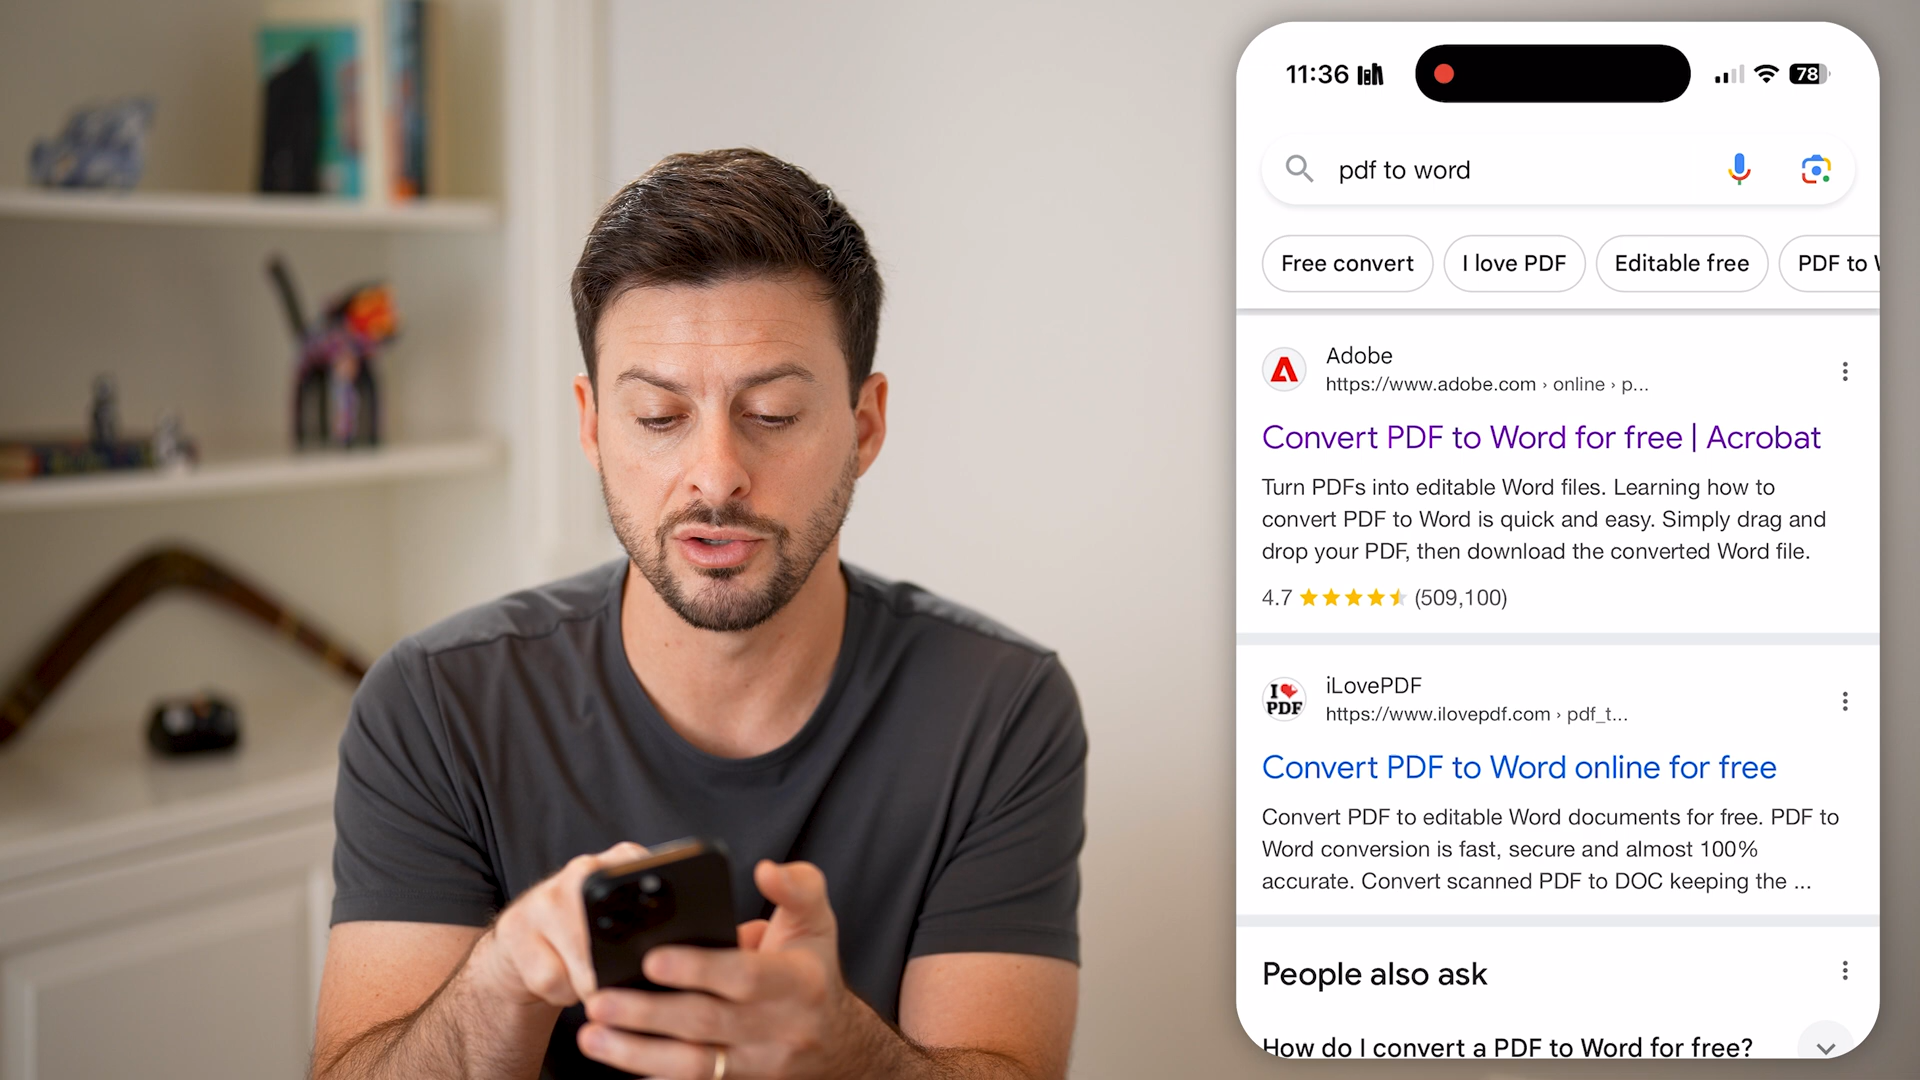 11:36
78
pdf to word
Free convert
I love PDF
Editable free
PDF to W
Adobe
https://www.adobe.com › online › p...
Convert PDF to Word for free | Acrobat
Turn PDFs into editable Word files. Learning how to
convert PDF to Word is quick and easy. Simply drag and
drop your PDF, then download the converted Word file.
4.7 (509,100)
I PDF
iLovePDF
https://www.ilovepdf.com › pdf_t...
Convert PDF to Word online for free
Convert PDF to editable Word documents for free. PDF to
Word conversion is fast, secure and almost 100%
accurate. Convert scanned PDF to DOC keeping the ...
People also ask
How do I convert a PDF to Word for free?